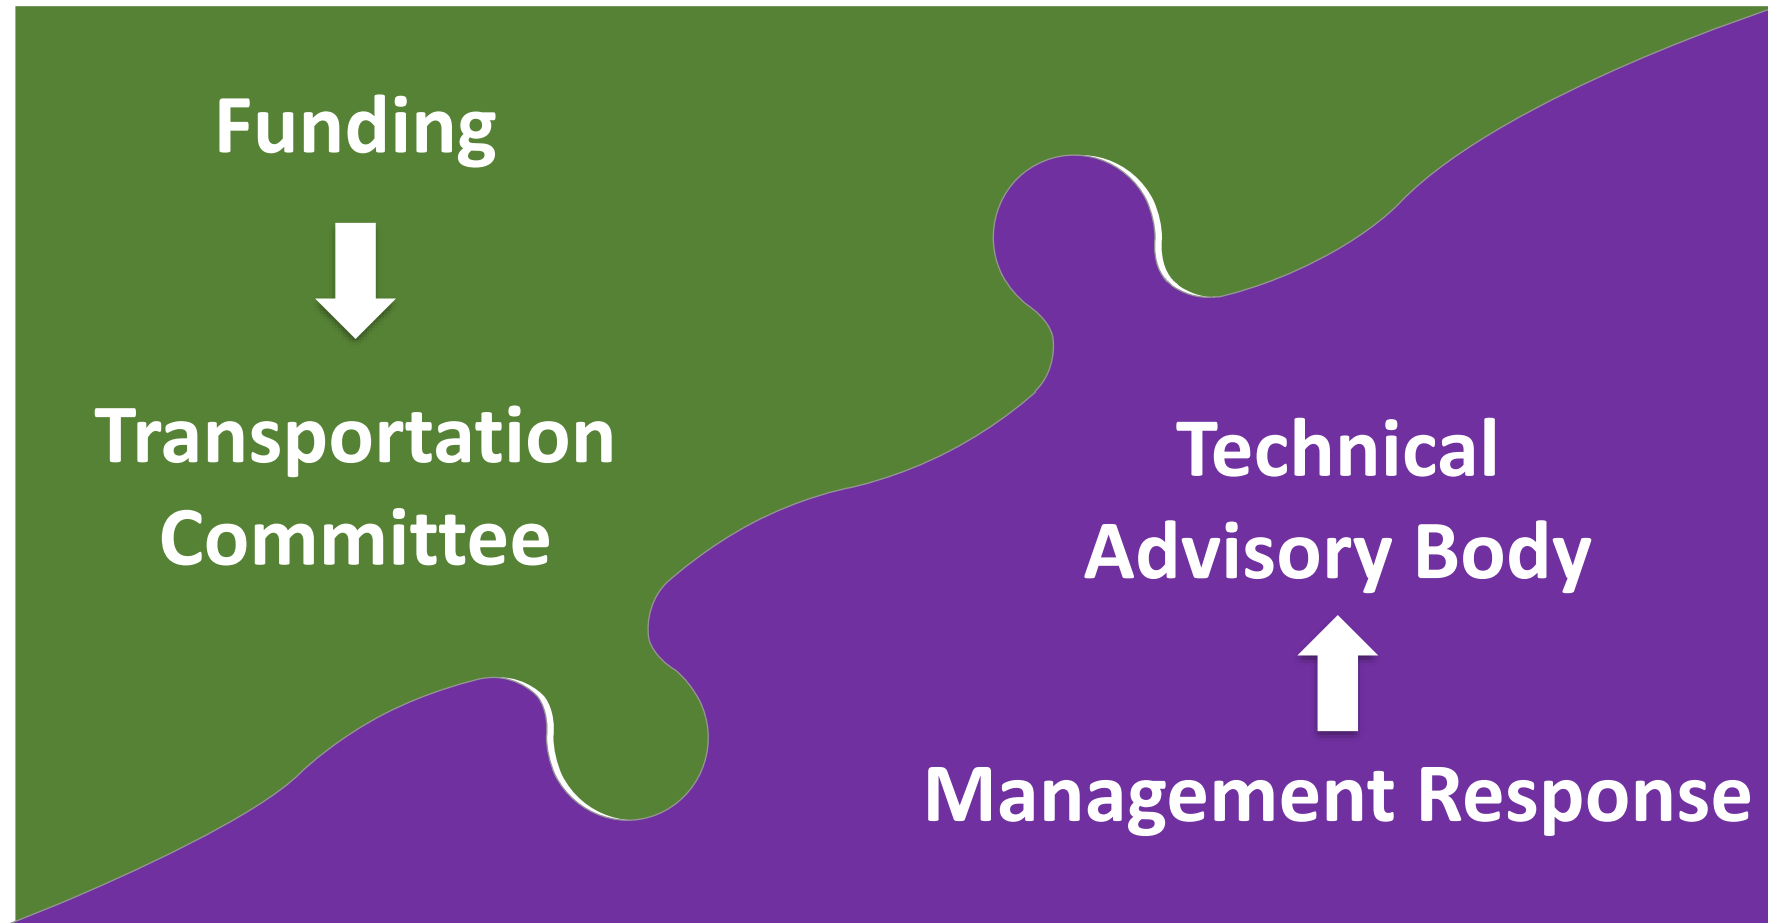 Funding
Transportation
Committee
Technical
Advisory Body
Management Response